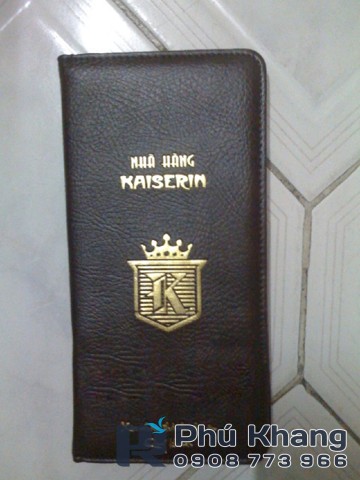 NHÀ HÀNG
KAISERIN
K
Phú Khang
0908 773 966